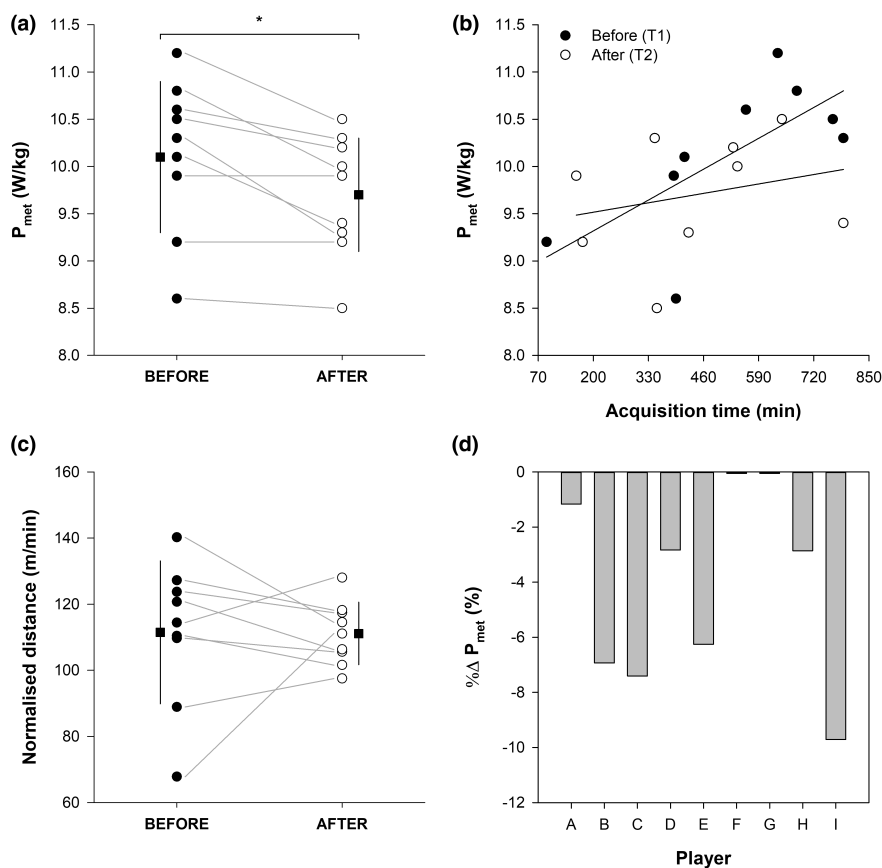 (a)
*
11.5
11.0
10.5
10.0
9.5
9.0
8.5
8.0
P_met (W/kg)
BEFORE AFTER
(b)
Before (T1)
After (T2)
11.5
11.0
10.5
10.0
9.5
9.0
8.5
8.0
P_met (W/kg)
70 200 330 460 590 720 850
Acquisition time (min)
(c)
160
140
120
100
80
60
Normalised distance (m/min)
BEFORE AFTER
(d)
0
-2
-4
-6
-8
-10
-12
%Δ P_met (%)
A B C D E F G H I
Player